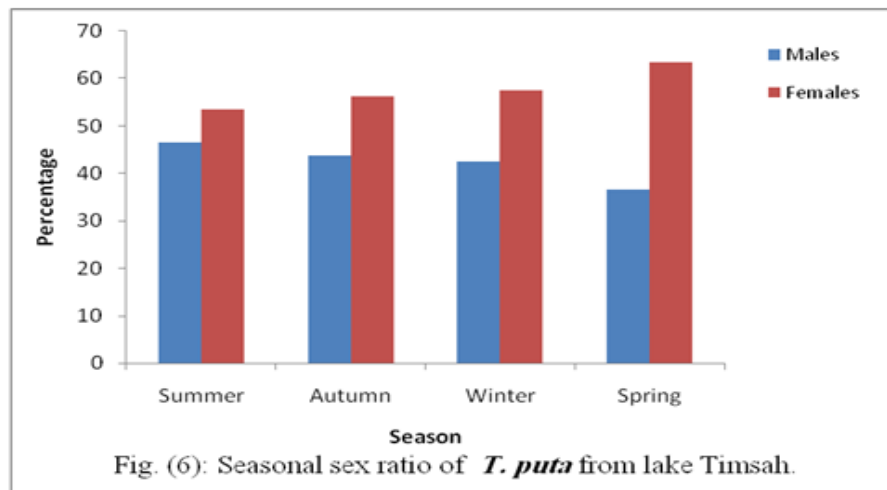 70
60
50
40
30
20
10
0
Percentage
Males
Females
Summer Autumn Winter Spring
Season
Fig. (6): Seasonal sex ratio of T. puta from lake Timsah.